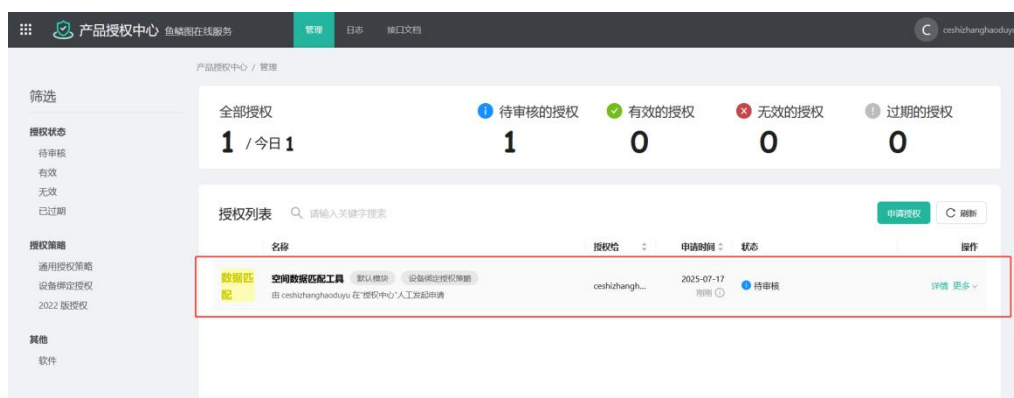 产品授权中心 鱼鳞图在线服务 管理 日志 接口文档 C ceshizhanghaoduyu
产品授权中心 / 管理
筛选
授权状态
待审核
有效
无效
已过期
授权策略
通用授权策略
设备绑定授权
2022 版授权
其他
软件
全部授权 待审核的授权 有效的授权 无效的授权 过期的授权
1 / 今日 1 1 0 0 0
授权列表 请输入关键字搜索 申请授权 刷新
名称 授权给 申请时间 状态 操作
数据匹配 空间数据匹配工具 默认模块 设备绑定授权策略
由 ceshizhanghaoduyu 在“授权中心”人工发起申请
ceshizhangh... 2025-07-17 待审核 详情 更多
刚刚